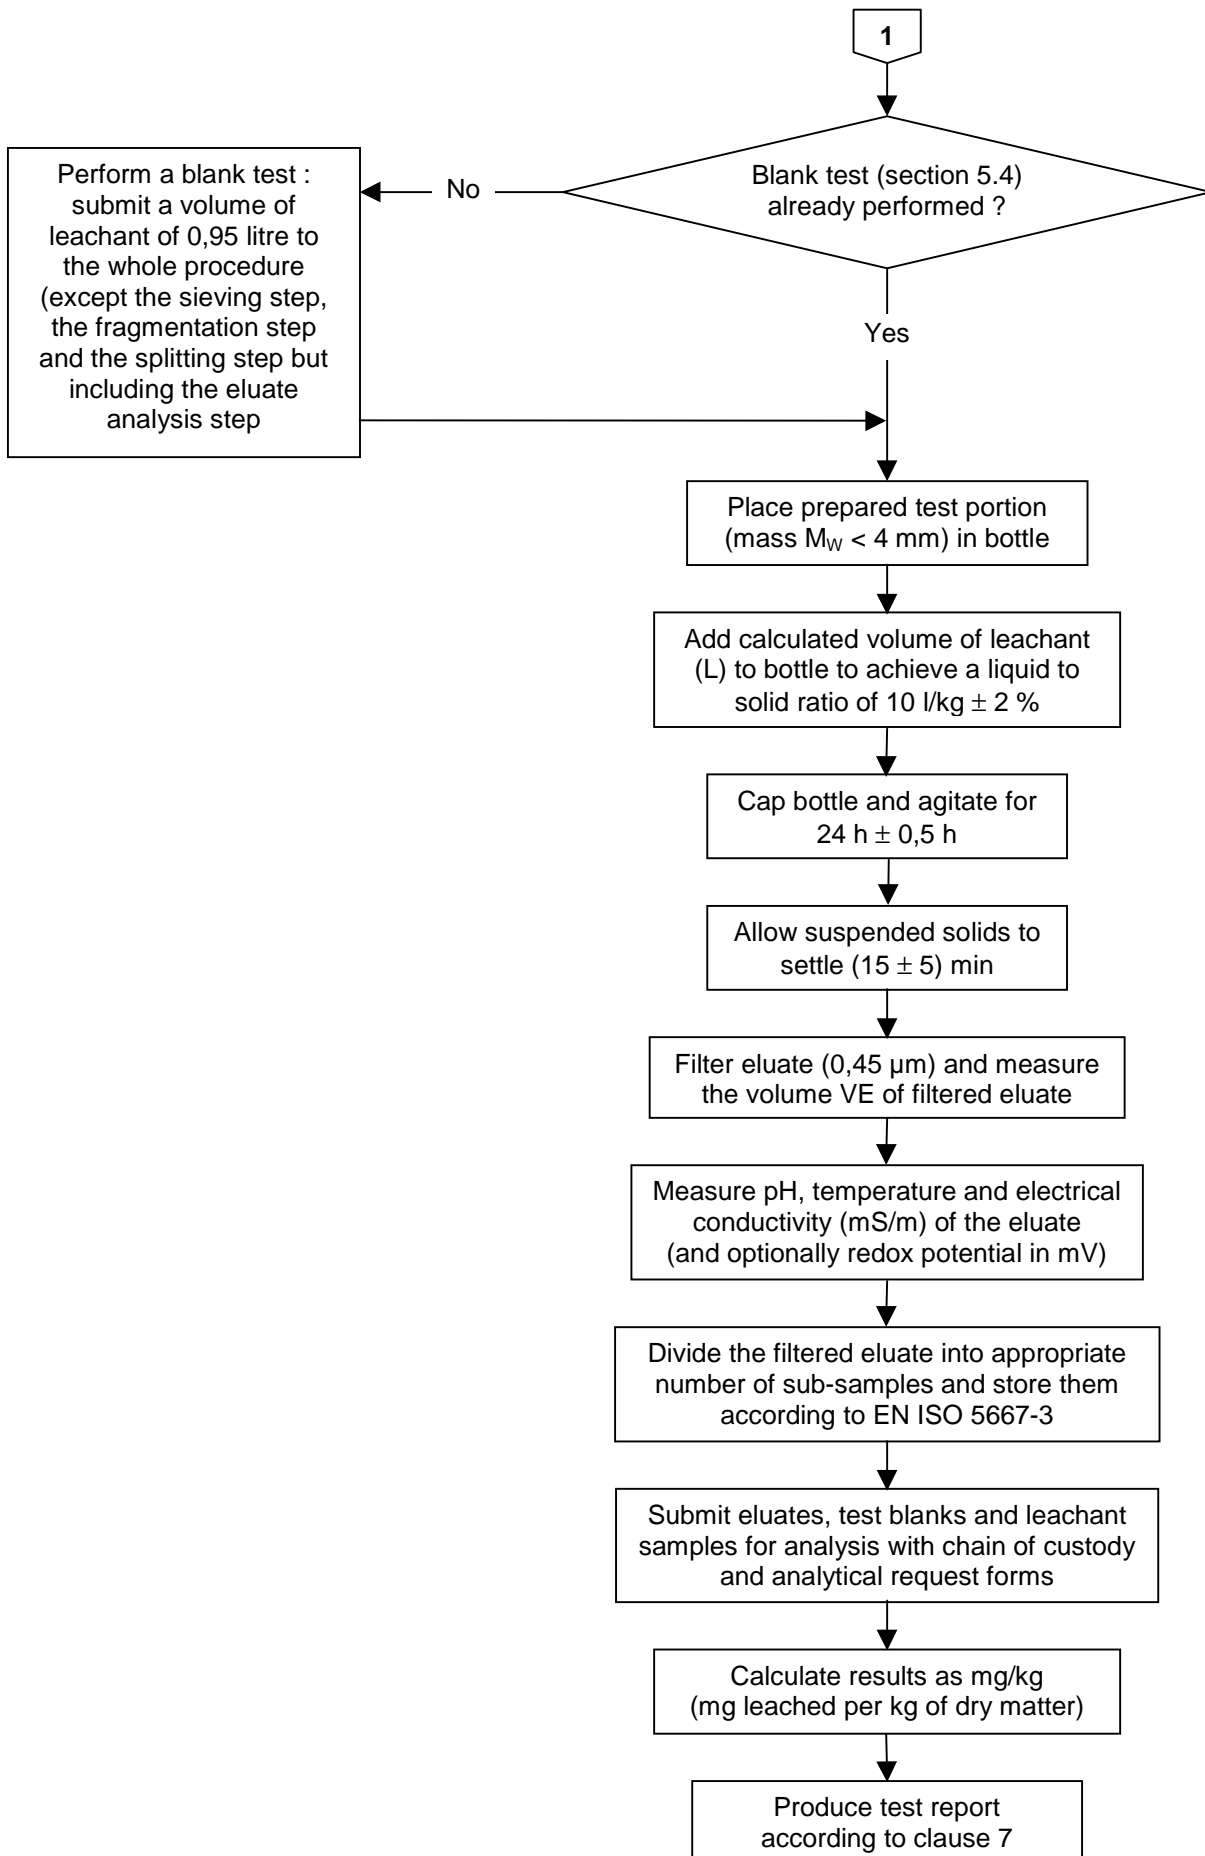 1
Blank test (section 5.4)
already performed ?
No
Perform a blank test :
submit a volume of
leachant of 0,95 litre to
the whole procedure
(except the sieving step,
the fragmentation step
and the splitting step but
including the eluate
analysis step
Yes
Place prepared test portion
(mass MW < 4 mm) in bottle
Add calculated volume of leachant
(L) to bottle to achieve a liquid to
solid ratio of 10 l/kg ± 2 %
Cap bottle and agitate for
24 h ± 0,5 h
Allow suspended solids to
settle (15 ± 5) min
Filter eluate (0,45 µm) and measure
the volume VE of filtered eluate
Measure pH, temperature and electrical
conductivity (mS/m) of the eluate
(and optionally redox potential in mV)
Divide the filtered eluate into appropriate
number of sub-samples and store them
according to EN ISO 5667-3
Submit eluates, test blanks and leachant
samples for analysis with chain of custody
and analytical request forms
Calculate results as mg/kg
(mg leached per kg of dry matter)
Produce test report
according to clause 7